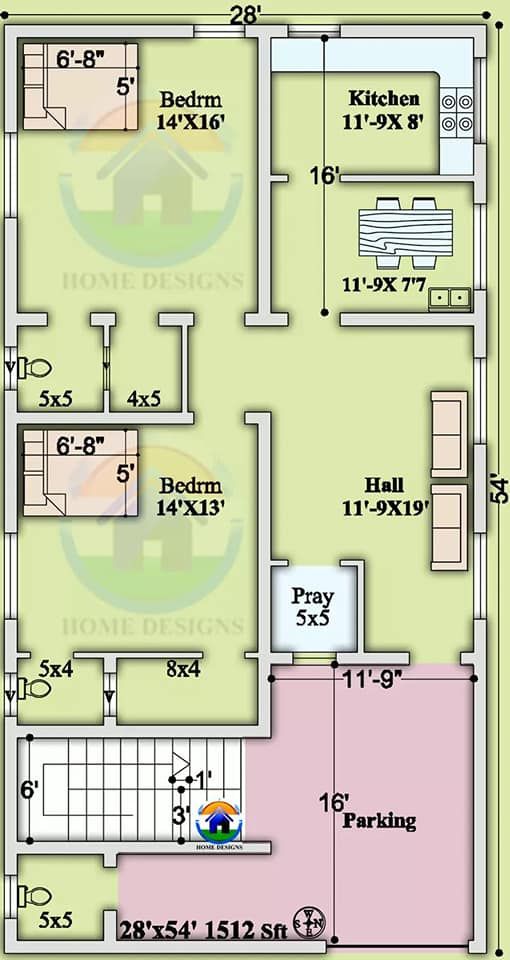 28'
6'-8"
5'
Bedrm
14'X16'
Kitchen
11'-9X 8'
16'
HOME DESIGNS
11'-9X 7'7
V
5x5
4x5
6'-8"
5'
Bedrm
14'X13'
Hall
11'-9X19'
54'
HOME DESIGNS
Pray
5x5
5x4
8x4
V
V
11'-9"
6'
1'
3'
HOME DESIGNS
16'
Parking
5x5
28'x54' 1512 Sft
W
S N
E